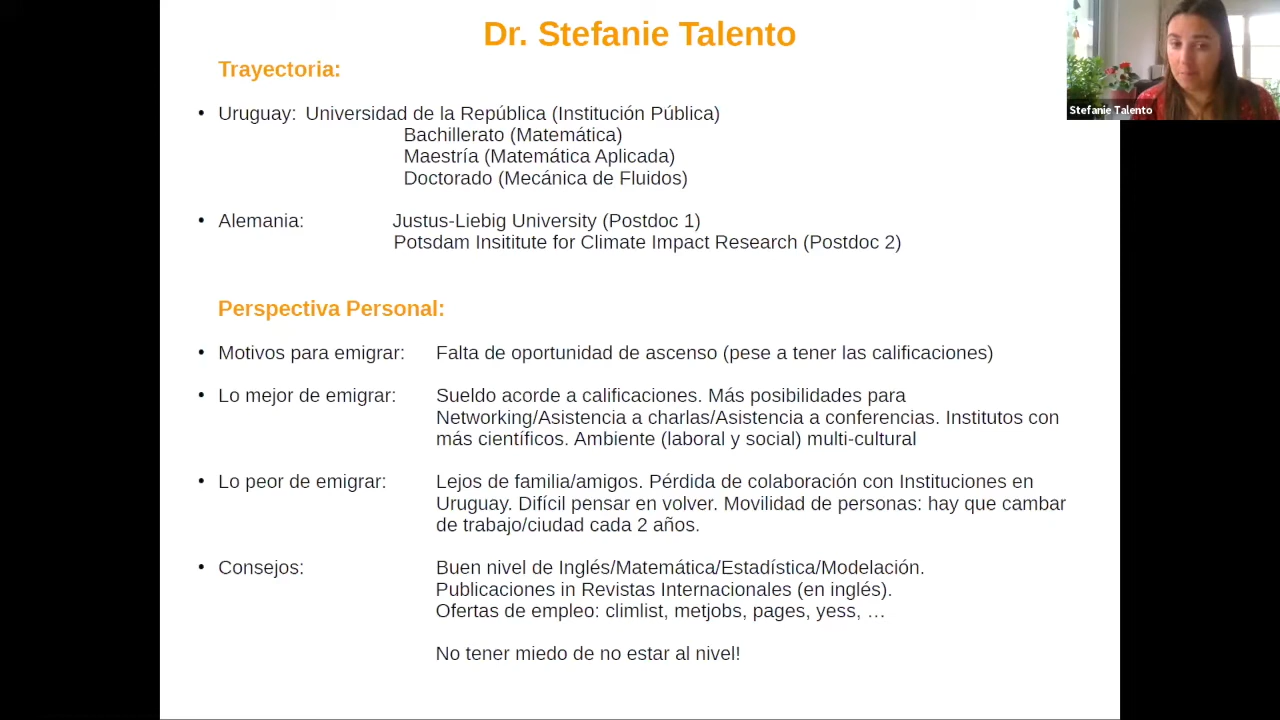 Dr. Stefanie Talento
Stefanie Talento
Trayectoria:
• Uruguay: Universidad de la República (Institución Pública)
Bachillerato (Matemática)
Maestría (Matemática Aplicada)
Doctorado (Mecánica de Fluidos)
• Alemania: Justus-Liebig University (Postdoc 1)
Potsdam Insititute for Climate Impact Research (Postdoc 2)
Perspectiva Personal:
• Motivos para emigrar: Falta de oportunidad de ascenso (pese a tener las calificaciones)
• Lo mejor de emigrar: Sueldo acorde a calificaciones. Más posibilidades para
Networking/Asistencia a charlas/Asistencia a conferencias. Institutos con
más científicos. Ambiente (laboral y social) multi-cultural
• Lo peor de emigrar: Lejos de familia/amigos. Pérdida de colaboración con Instituciones en
Uruguay. Difícil pensar en volver. Movilidad de personas: hay que cambar
de trabajo/ciudad cada 2 años.
• Consejos: Buen nivel de Inglés/Matemática/Estadística/Modelación.
Publicaciones in Revistas Internacionales (en inglés).
Ofertas de empleo: climlist, metjobs, pages, yess, …
No tener miedo de no estar al nivel!